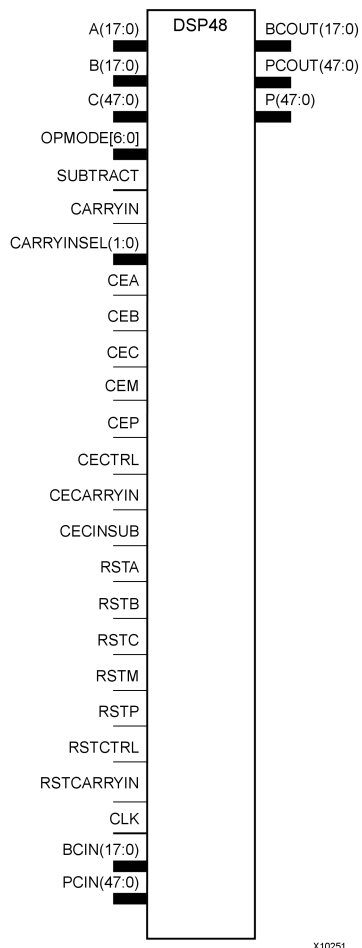 DSP48
A(17:0)
BCOUT(17:0)
B(17:0)
PCOUT(47:0)
C(47:0)
P(47:0)
OPMODE[6:0]
SUBTRACT
CARRYIN
CARRYINSEL(1:0)
CEA
CEB
CEC
CEM
CEP
CECTRL
CECARRYIN
CECINSUB
RSTA
RSTB
RSTC
RSTM
RSTP
RSTCTRL
RSTCARRYIN
CLK
BCIN(17:0)
PCIN(47:0)
X10251